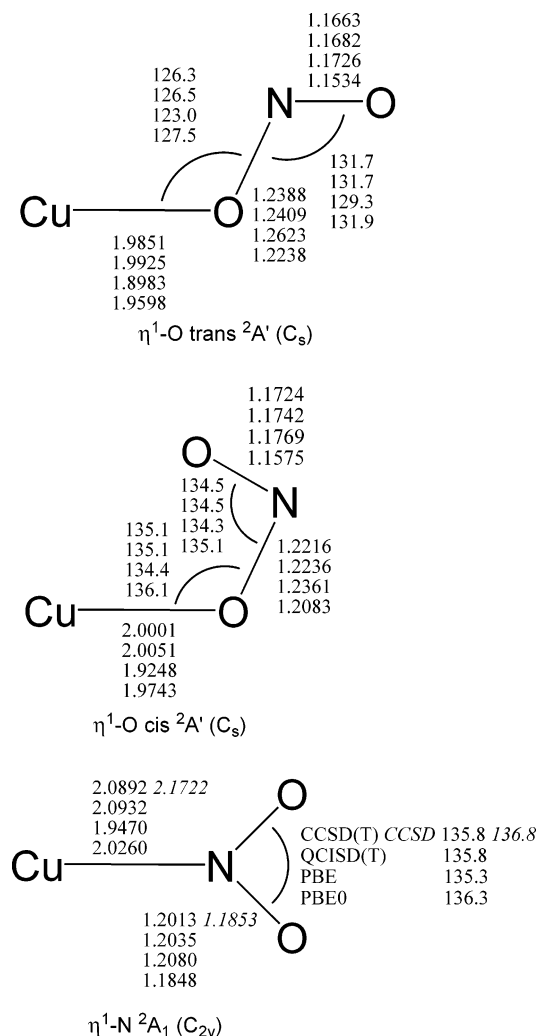 1.1663
1.1682
1.1726
1.1534
126.3
126.5
123.0
127.5
N
O
131.7
131.7
129.3
131.9
Cu
O
1.2388
1.2409
1.2623
1.2238
1.9851
1.9925
1.8983
1.9598
η¹-O trans ²A' (Cₛ)
1.1724
1.1742
1.1769
1.1575
O
N
134.5
134.5
134.3
135.1
135.1
135.1
134.4
136.1
1.2216
1.2236
1.2361
1.2083
Cu
O
2.0001
2.0051
1.9248
1.9743
η¹-O cis ²A' (Cₛ)
2.0892 2.1722
2.0932
1.9470
2.0260
O
Cu
N
CCSD(T) CCSD 135.8 136.8
QCISD(T) 135.8
PBE 135.3
PBE0 136.3
O
1.2013 1.1853
1.2035
1.2080
1.1848
η¹-N ²A₁ (C₂ᵥ)